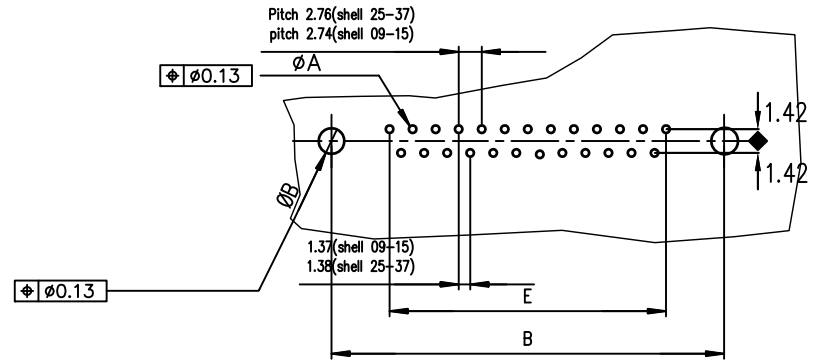 Pitch 2.76(shell 25-37)
pitch 2.74(shell 09-15)
⌖ ø0.13
øA
1.42
1.42
øB
1.37(shell 09-15)
1.38(shell 25-37)
⌖ ø0.13
E
B